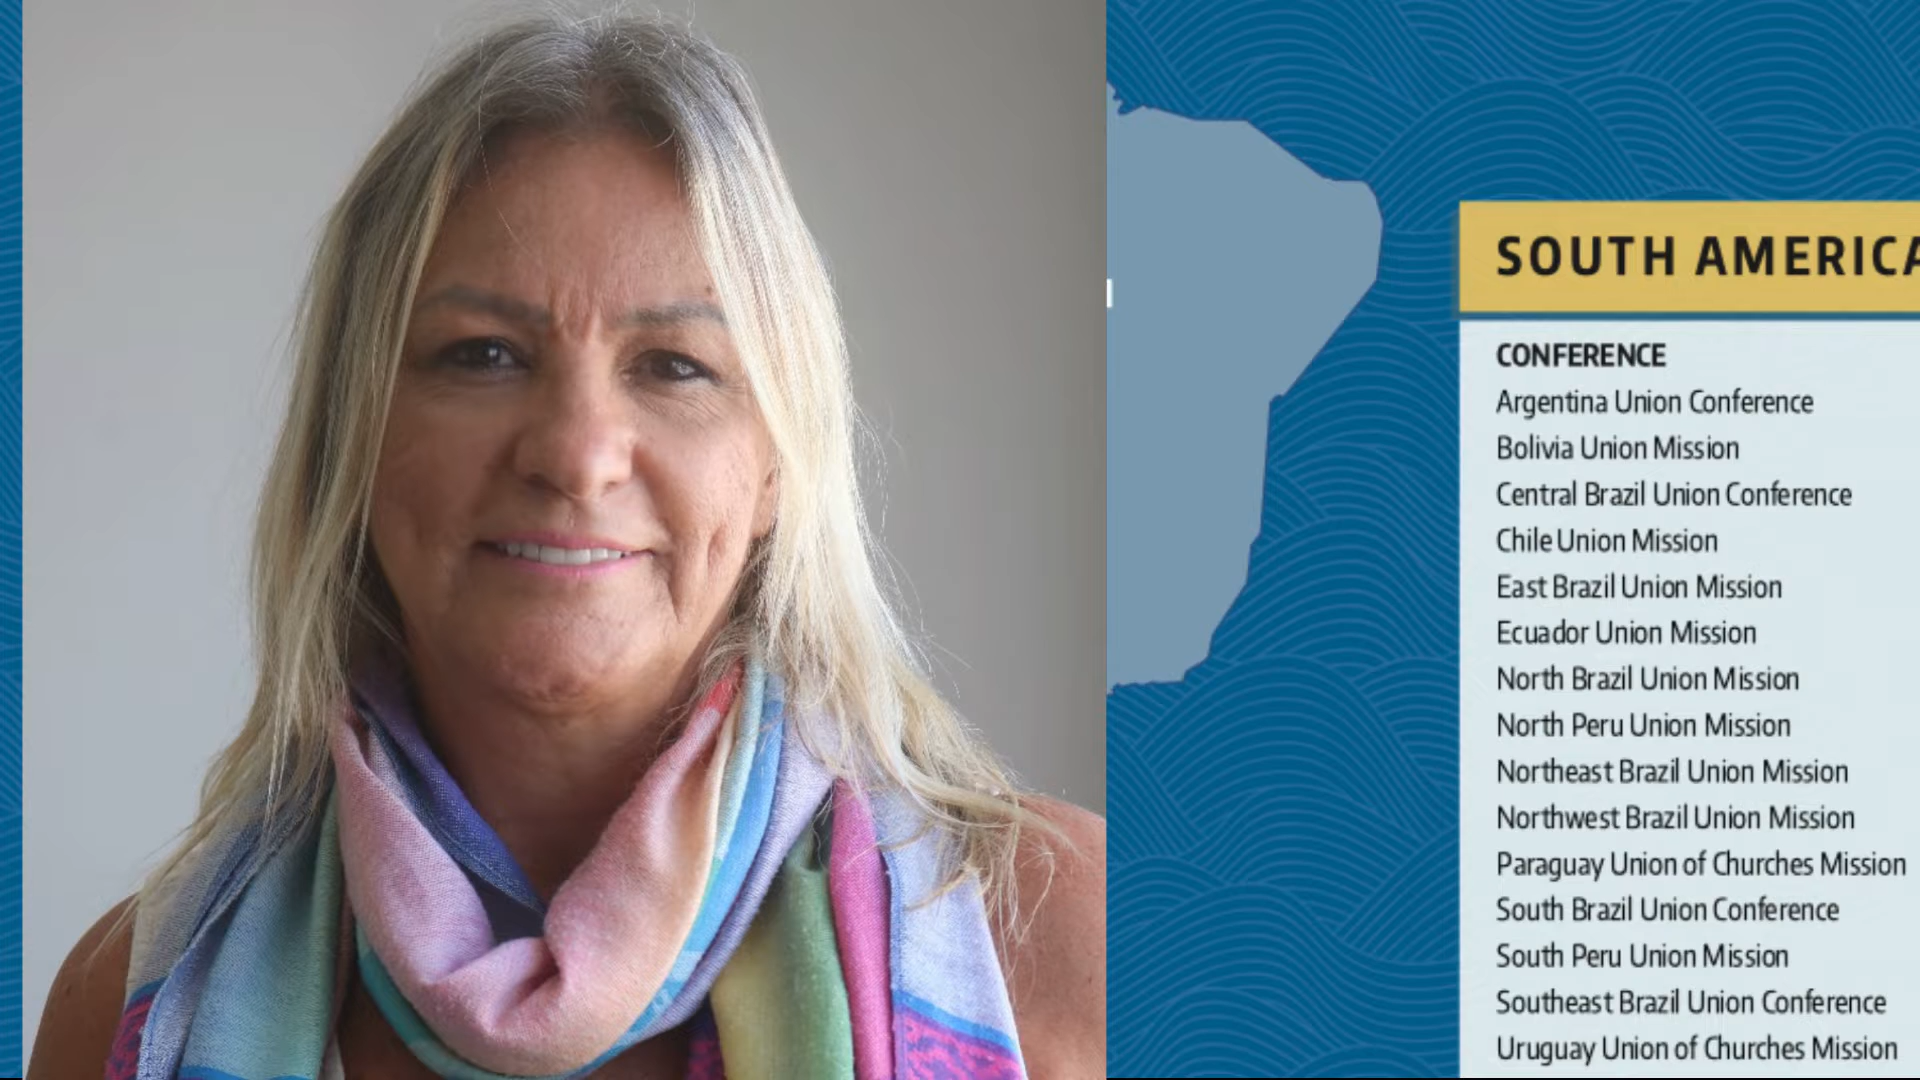 SOUTH AMERICA
CONFERENCE
Argentina Union Conference
Bolivia Union Mission
Central Brazil Union Conference
Chile Union Mission
East Brazil Union Mission
Ecuador Union Mission
North Brazil Union Mission
North Peru Union Mission
Northeast Brazil Union Mission
Northwest Brazil Union Mission
Paraguay Union of Churches Mission
South Brazil Union Conference
South Peru Union Mission
Southeast Brazil Union Conference
Uruguay Union of Churches Mission